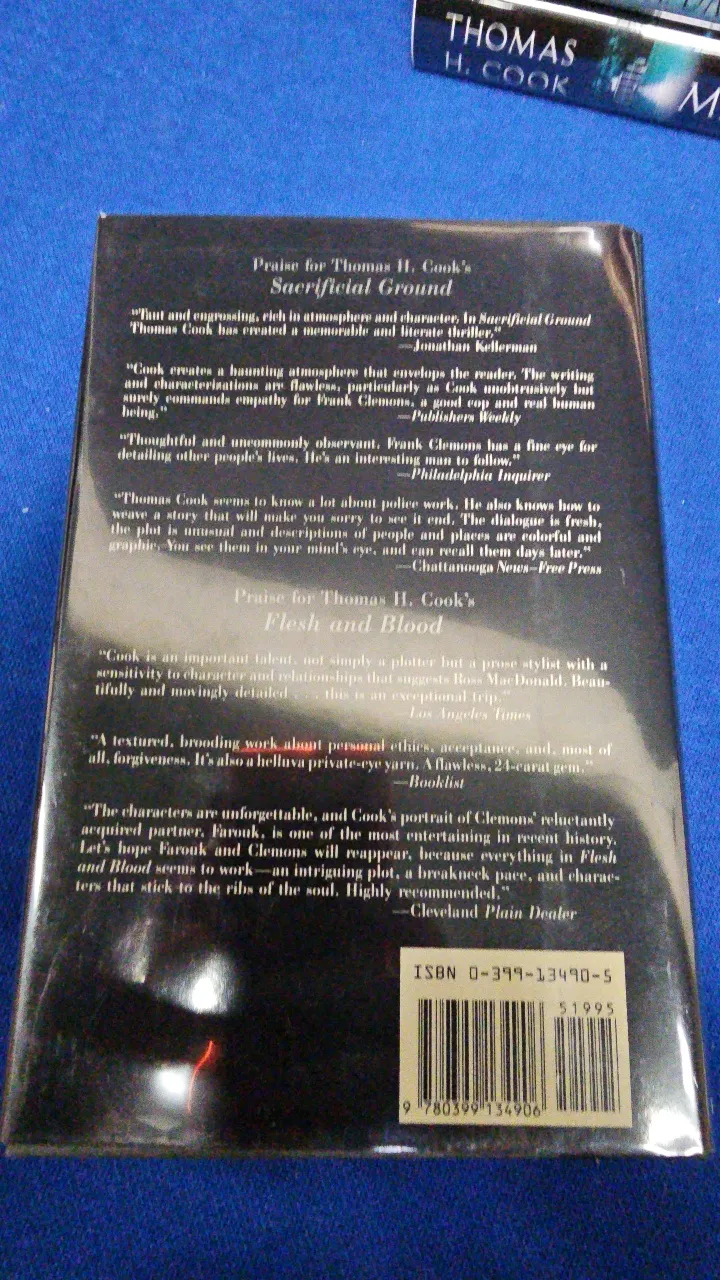 THOMAS
H. COOK
M
Praise for Thomas H. Cook's
Sacrificial Ground
"Taut and engrossing, rich in atmosphere and character. In Sacrificial Ground
Thomas Cook has created a memorable and literate thriller."
—Jonathan Kellerman
"Cook creates a haunting atmosphere that envelops the reader. The writing
and characterizations are flawless, particularly as Cook unobtrusively but
surely commands empathy for Frank Clemons, a good cop and real human
being."
—Publishers Weekly
"Thoughtful and uncommonly observant. Frank Clemons has a fine eye for
detailing other people's lives. He's an interesting man to follow."
—Philadelphia Inquirer
"Thomas Cook seems to know a lot about police work. He also knows how to
weave a story that will make you sorry to see it end. The dialogue is fresh,
the plot is unusual and descriptions of people and places are colorful and
graphic. You see them in your mind's eye, and can recall them days later."
—Chattanooga News–Free Press
Praise for Thomas H. Cook's
Flesh and Blood
"Cook is an important talent, not simply a plotter but a prose stylist with a
sensitivity to character and relationships that suggests Ross MacDonald. Beau-
tifully and movingly detailed . . . this is an exceptional trip."
—Los Angeles Times
"A textured, brooding work about personal ethics, acceptance, and, most of
all, forgiveness. It's also a helluva private-eye yarn. A flawless, 24-carat gem."
—Booklist
"The characters are unforgettable, and Cook's portrait of Clemons' reluctantly
acquired partner, Farouk, is one of the most entertaining in recent history.
Let's hope Farouk and Clemons will reappear, because everything in Flesh
and Blood seems to work—an intriguing plot, a breakneck pace, and charac-
ters that stick to the ribs of the soul. Highly recommended."
—Cleveland Plain Dealer
ISBN 0-399-13490-5
51995
9 780399 134906